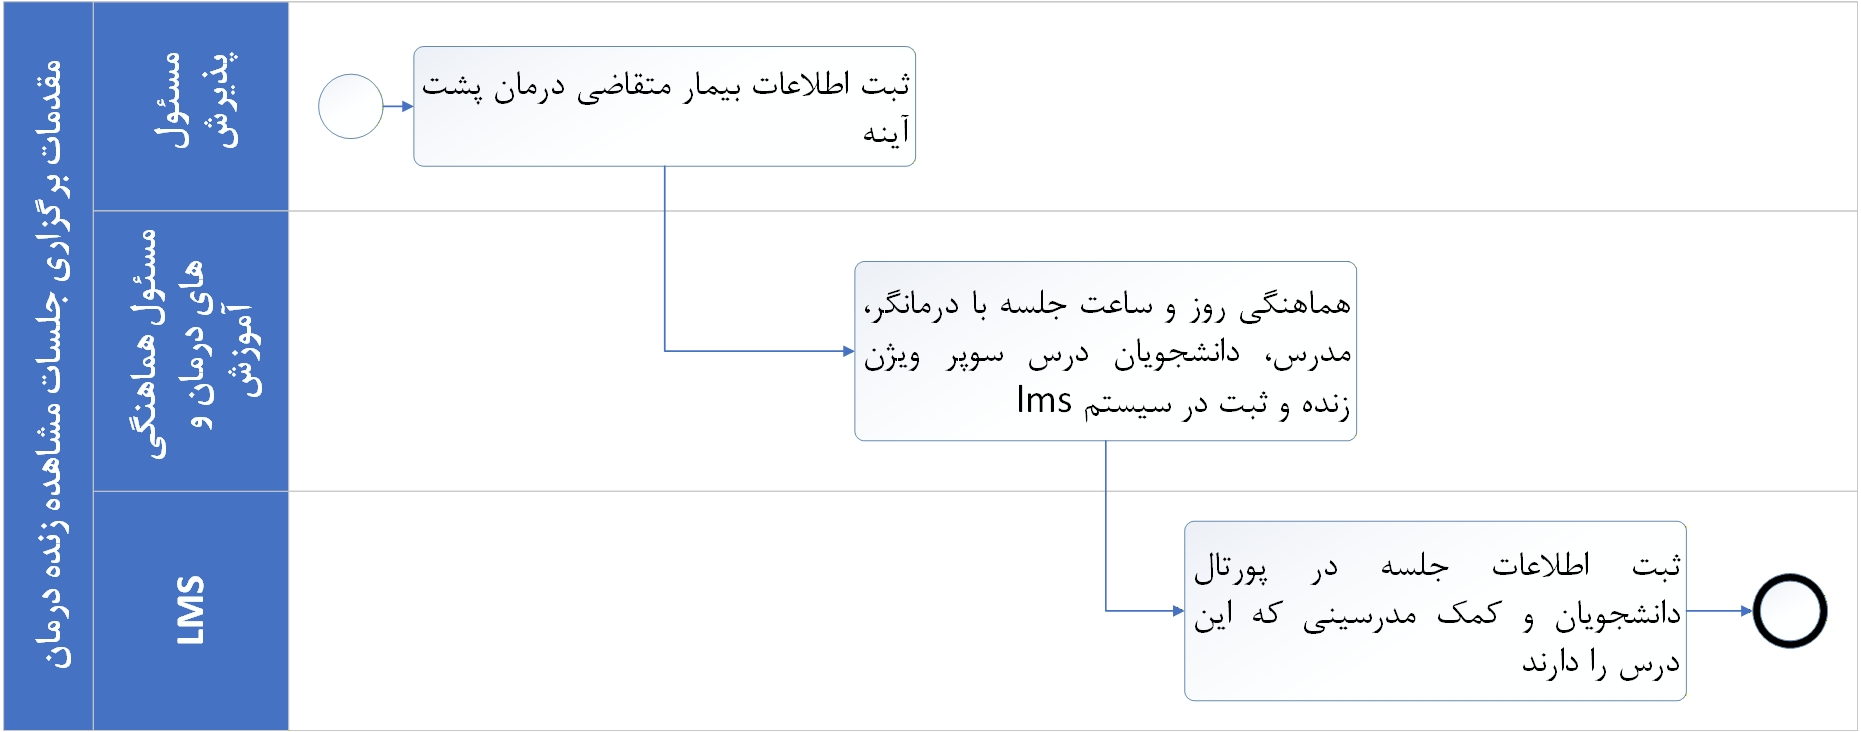 مقدمات برگزاری جلسات مشاهده زنده درمان
مسئول
پذیرش
ثبت اطلاعات بیمار متقاضی درمان پشت
آینه
مسئول هماهنگی
های درمان و
آموزش
هماهنگی روز و ساعت جلسه با درمانگر،
مدرس، دانشجویان درس سوپر ویژن
زنده و ثبت در سیستم lms
LMS
ثبت اطلاعات جلسه در پورتال
دانشجویان و کمک مدرسینی که این
درس را دارند